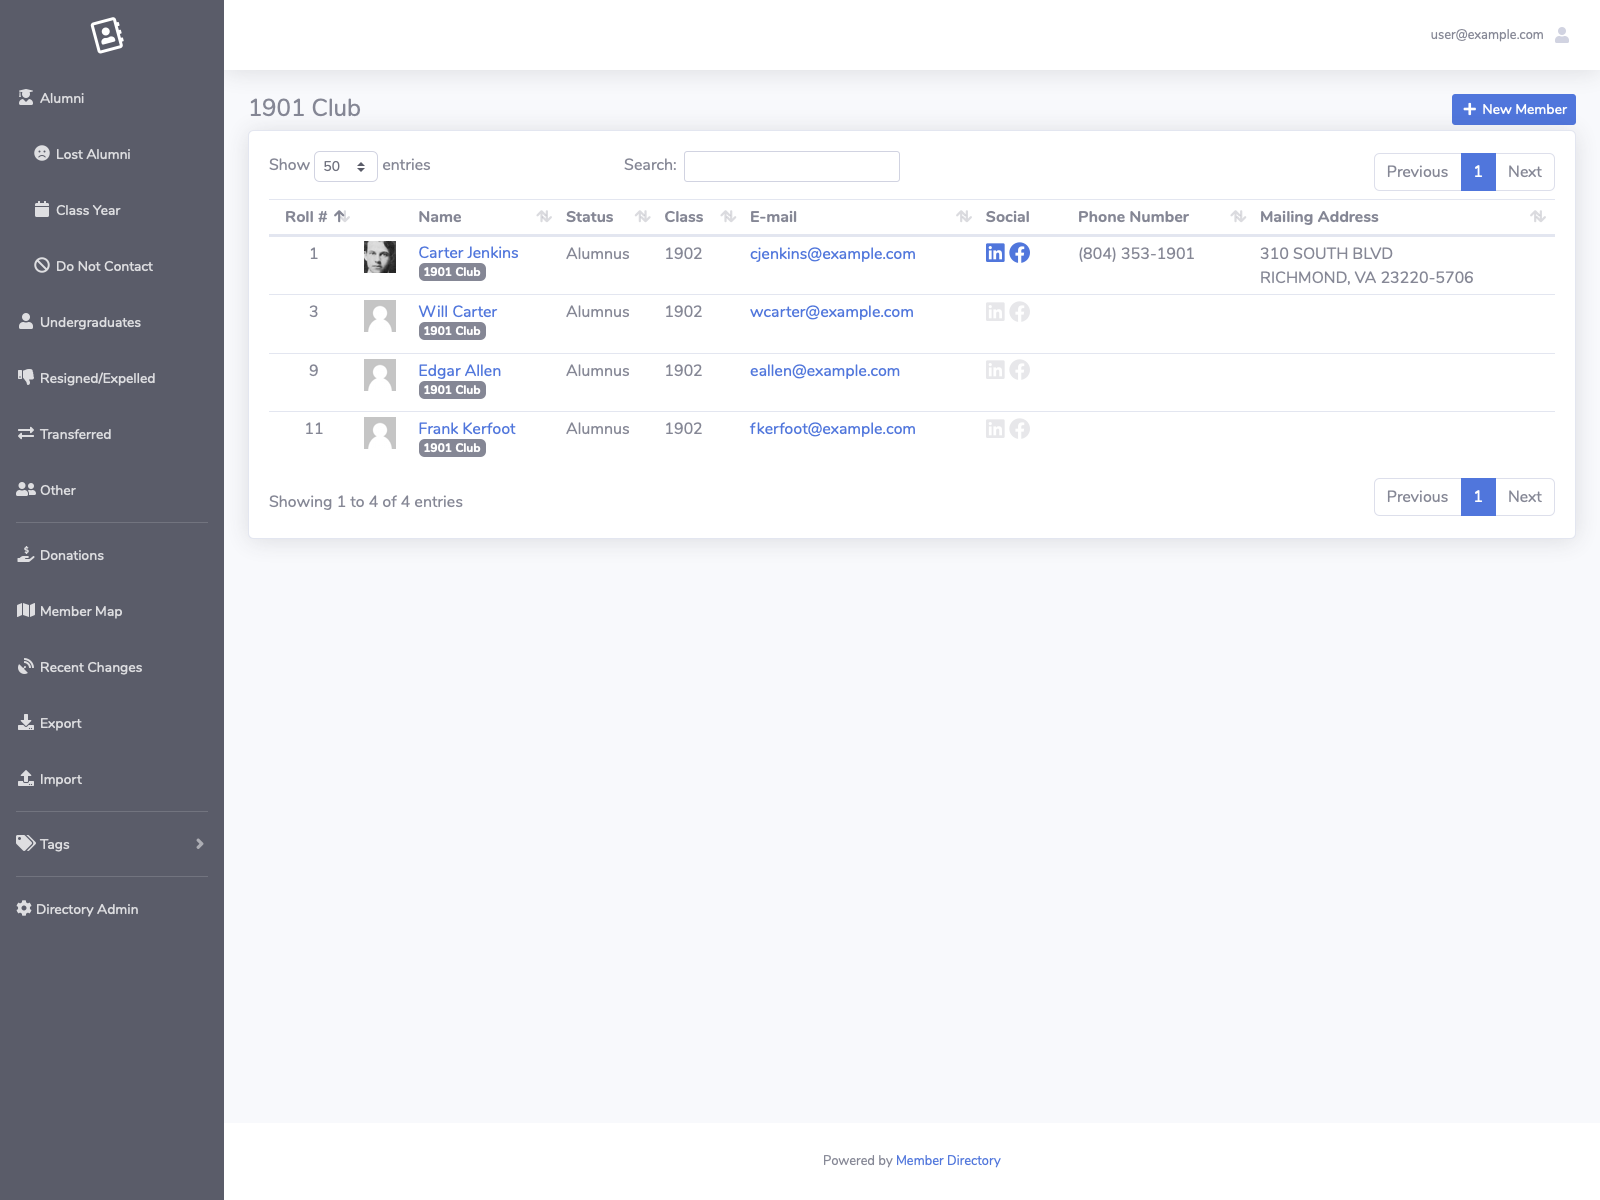 user@example.com
Alumni
Lost Alumni
Class Year
Do Not Contact
Undergraduates
Resigned/Expelled
Transferred
Other
Donations
Member Map
Recent Changes
Export
Import
Tags
Directory Admin
1901 Club
New Member
Show 50 entries
Search:
Previous 1 Next
Roll # Name Status Class E-mail Social Phone Number Mailing Address
1 Carter Jenkins Alumnus 1902 cjenkins@example.com (804) 353-1901 310 SOUTH BLVD
1901 Club RICHMOND, VA 23220-5706
3 Will Carter Alumnus 1902 wcarter@example.com
1901 Club
9 Edgar Allen Alumnus 1902 eallen@example.com
1901 Club
11 Frank Kerfoot Alumnus 1902 fkerfoot@example.com
1901 Club
Showing 1 to 4 of 4 entries
Previous 1 Next
Powered by Member Directory